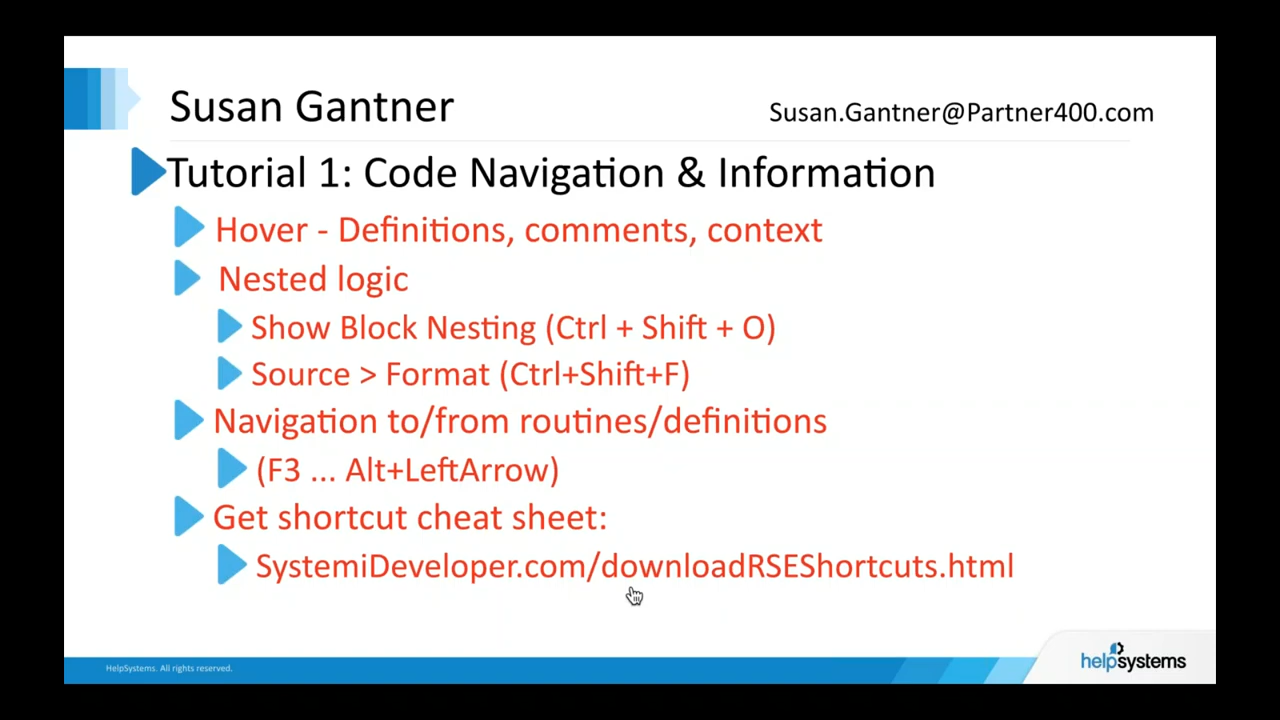 Susan Gantner
Susan.Gantner@Partner400.com
Tutorial 1: Code Navigation & Information
Hover - Definitions, comments, context
Nested logic
Show Block Nesting (Ctrl + Shift + O)
Source > Format (Ctrl+Shift+F)
Navigation to/from routines/definitions
(F3 ... Alt+LeftArrow)
Get shortcut cheat sheet:
SystemiDeveloper.com/downloadRSEShortcuts.html
HelpSystems. All rights reserved.
helpsystems